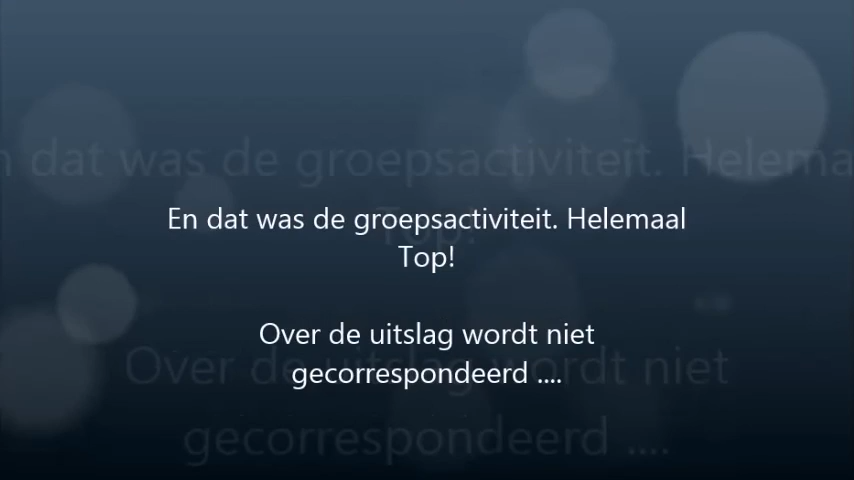 En dat was de groepsactiviteit. Helemaal
Top!
Over de uitslag wordt niet
gecorrespondeerd ....